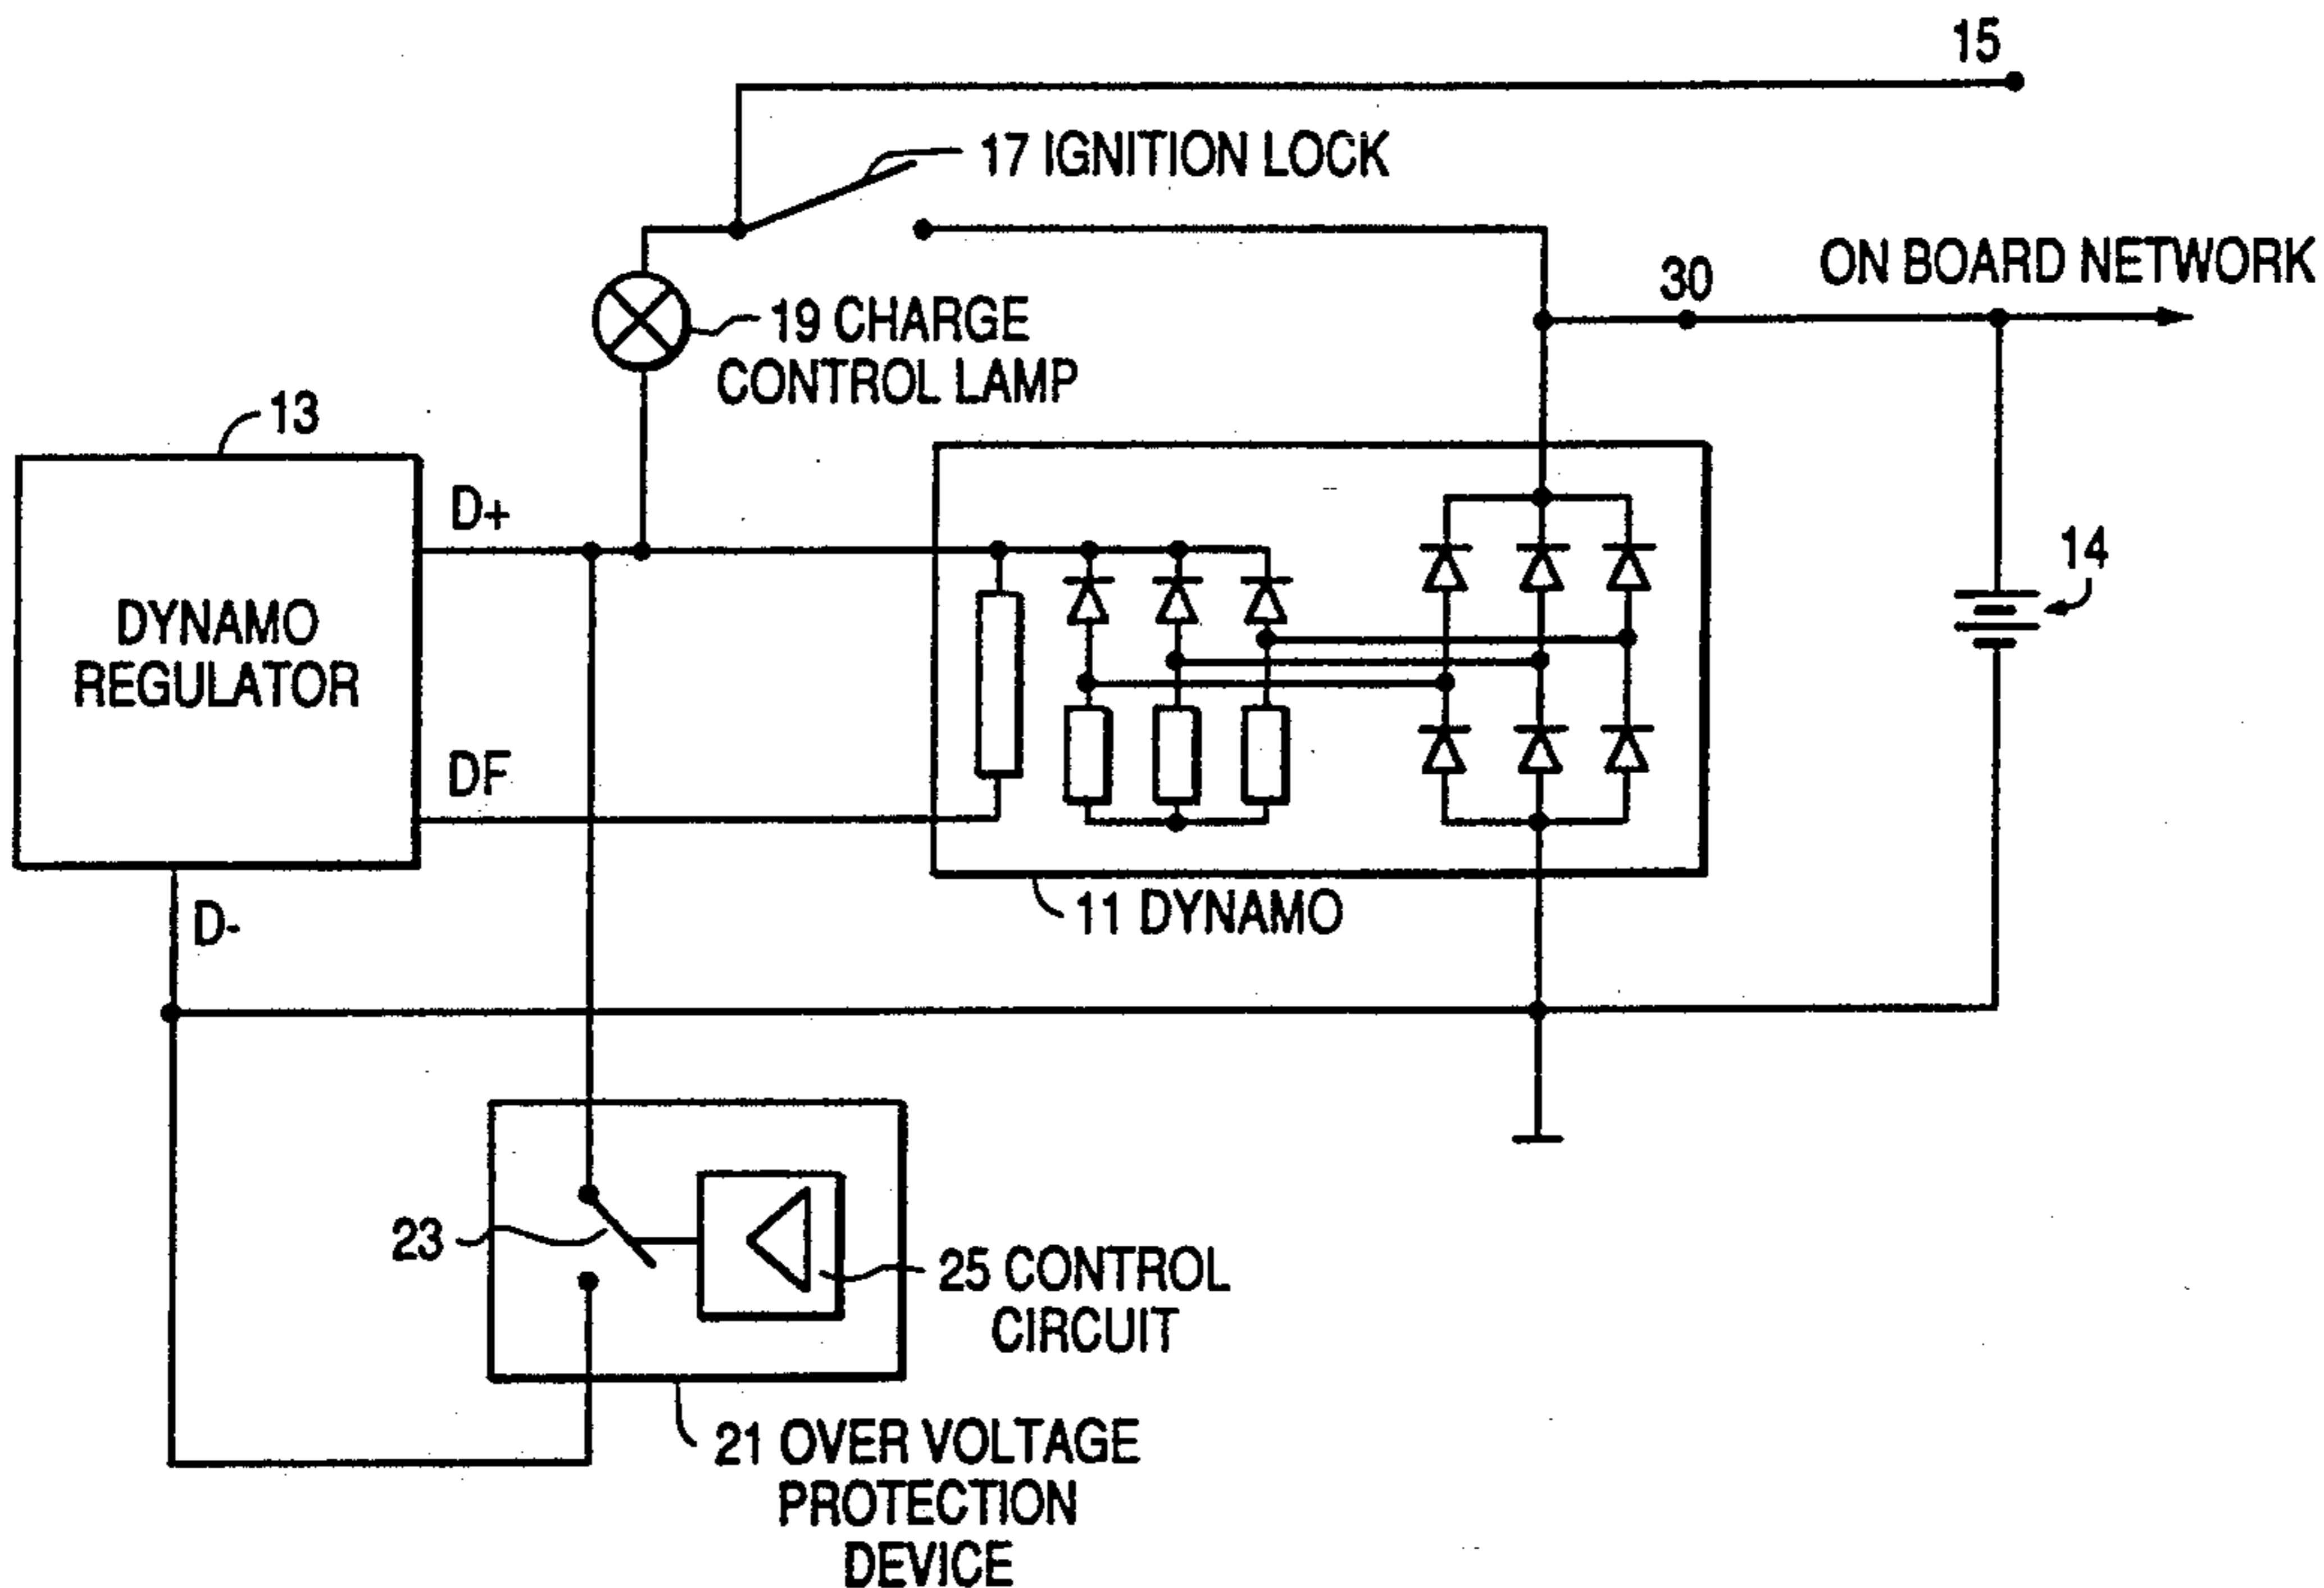 15
17 IGNITION LOCK
30
ON BOARD NETWORK
19 CHARGE
CONTROL LAMP
13
D+
14
DYNAMO
REGULATOR
DF
D-
11 DYNAMO
23
25 CONTROL
CIRCUIT
21 OVER VOLTAGE
PROTECTION
DEVICE